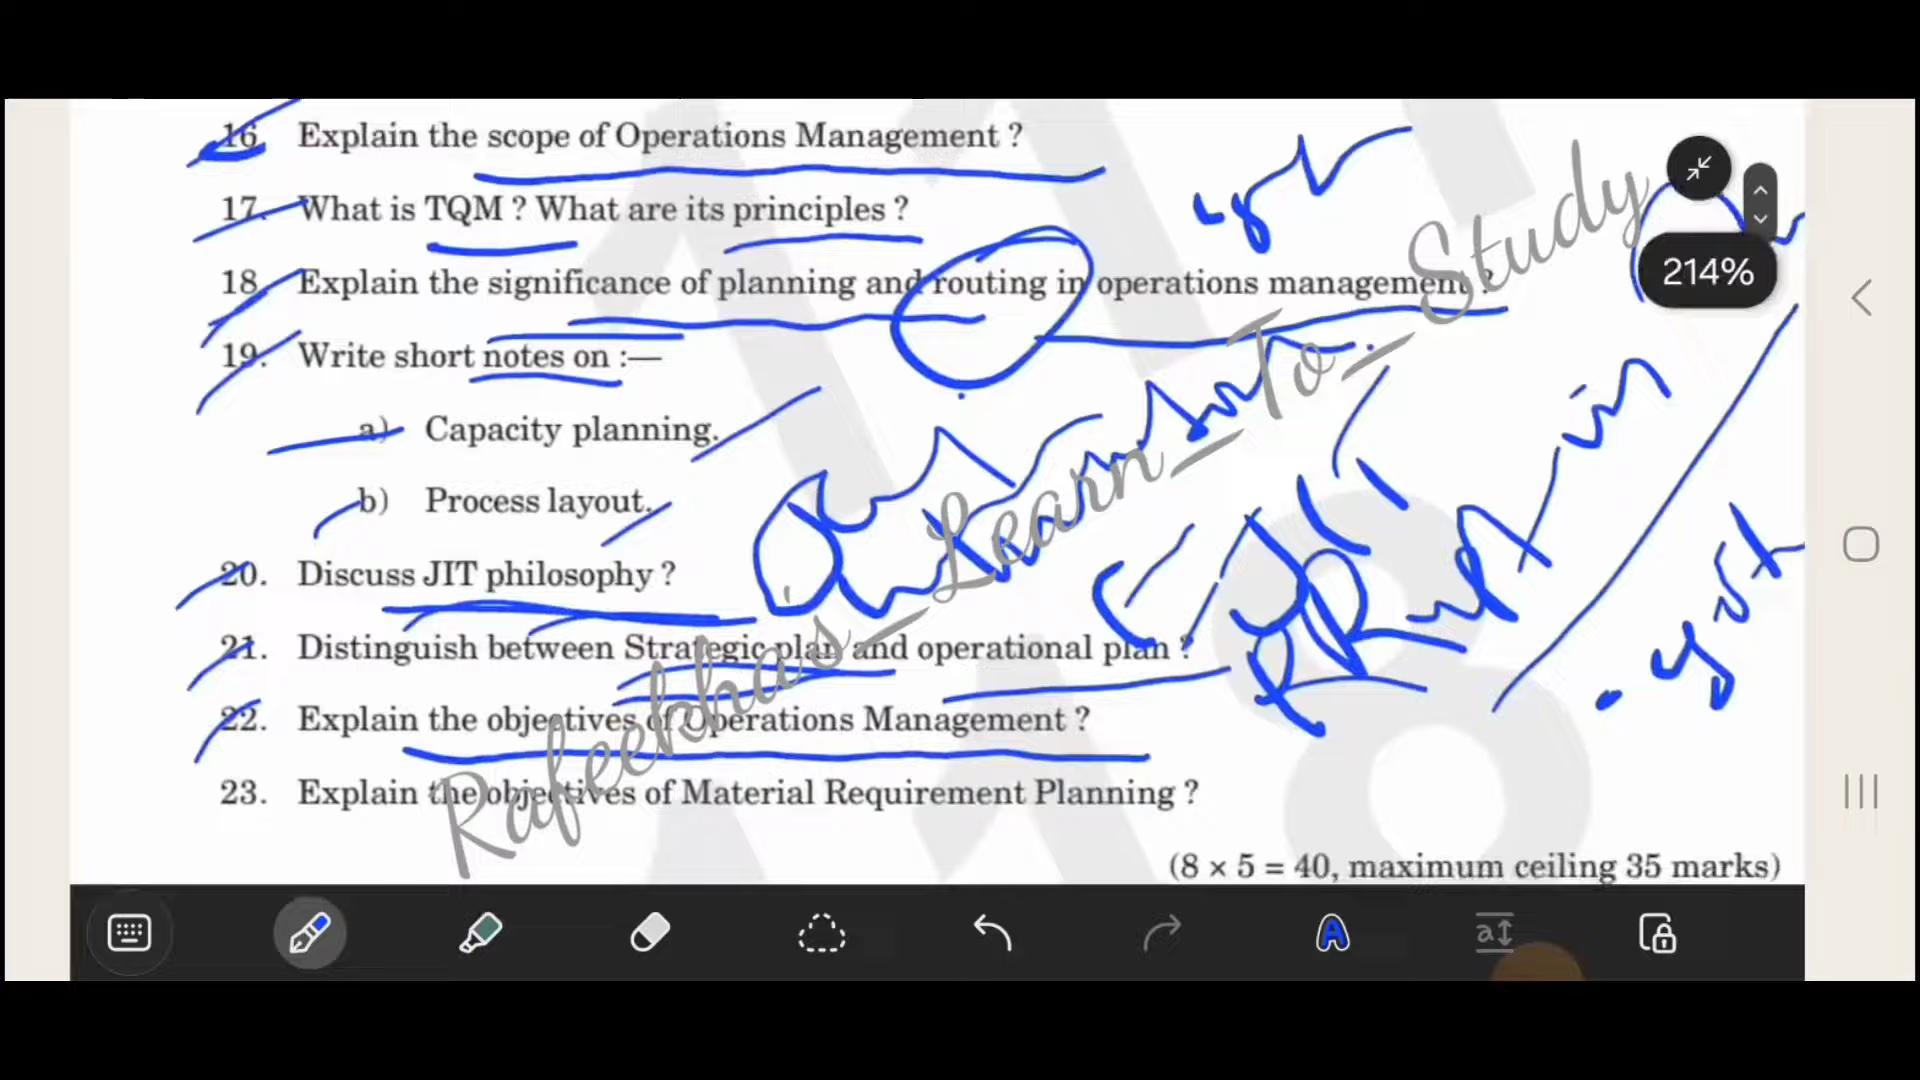 16. Explain the scope of Operations Management ?
17. What is TQM ? What are its principles ?
18. Explain the significance of planning and routing in operations management ?
19. Write short notes on :—
a) Capacity planning.
b) Process layout.
20. Discuss JIT philosophy ?
21. Distinguish between Strategic plan and operational plan ?
22. Explain the objectives of Operations Management ?
23. Explain the objectives of Material Requirement Planning ?
(8 × 5 = 40, maximum ceiling 35 marks)
214%
Rafeekhas_Learn_To_Study
A
a